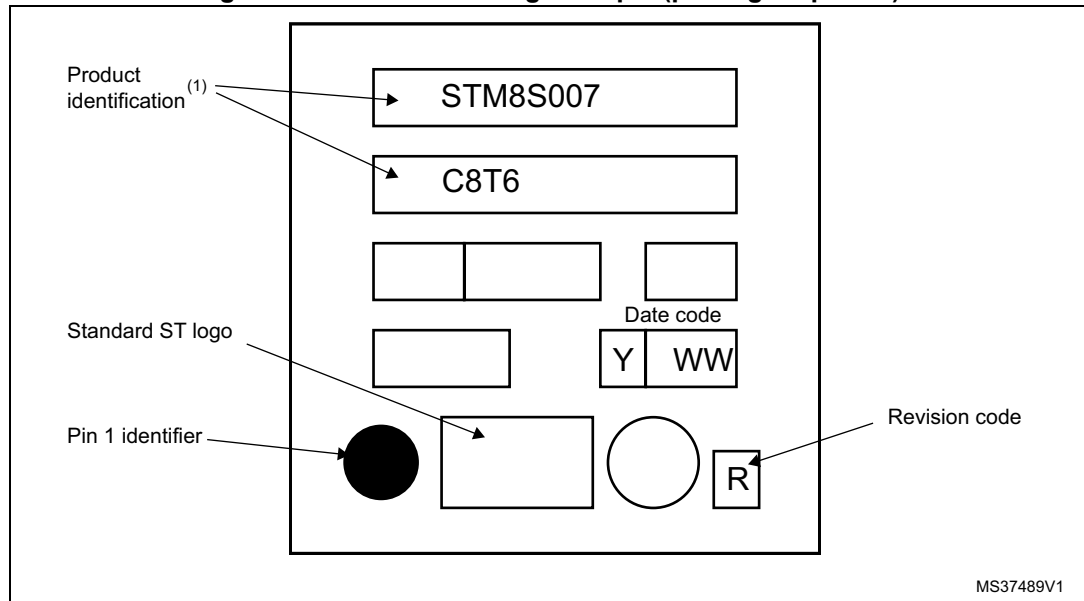 Product
identification (1)
STM8S007
C8T6
Date code
Standard ST logo
Y WW
Pin 1 identifier
Revision code
R
MS37489V1